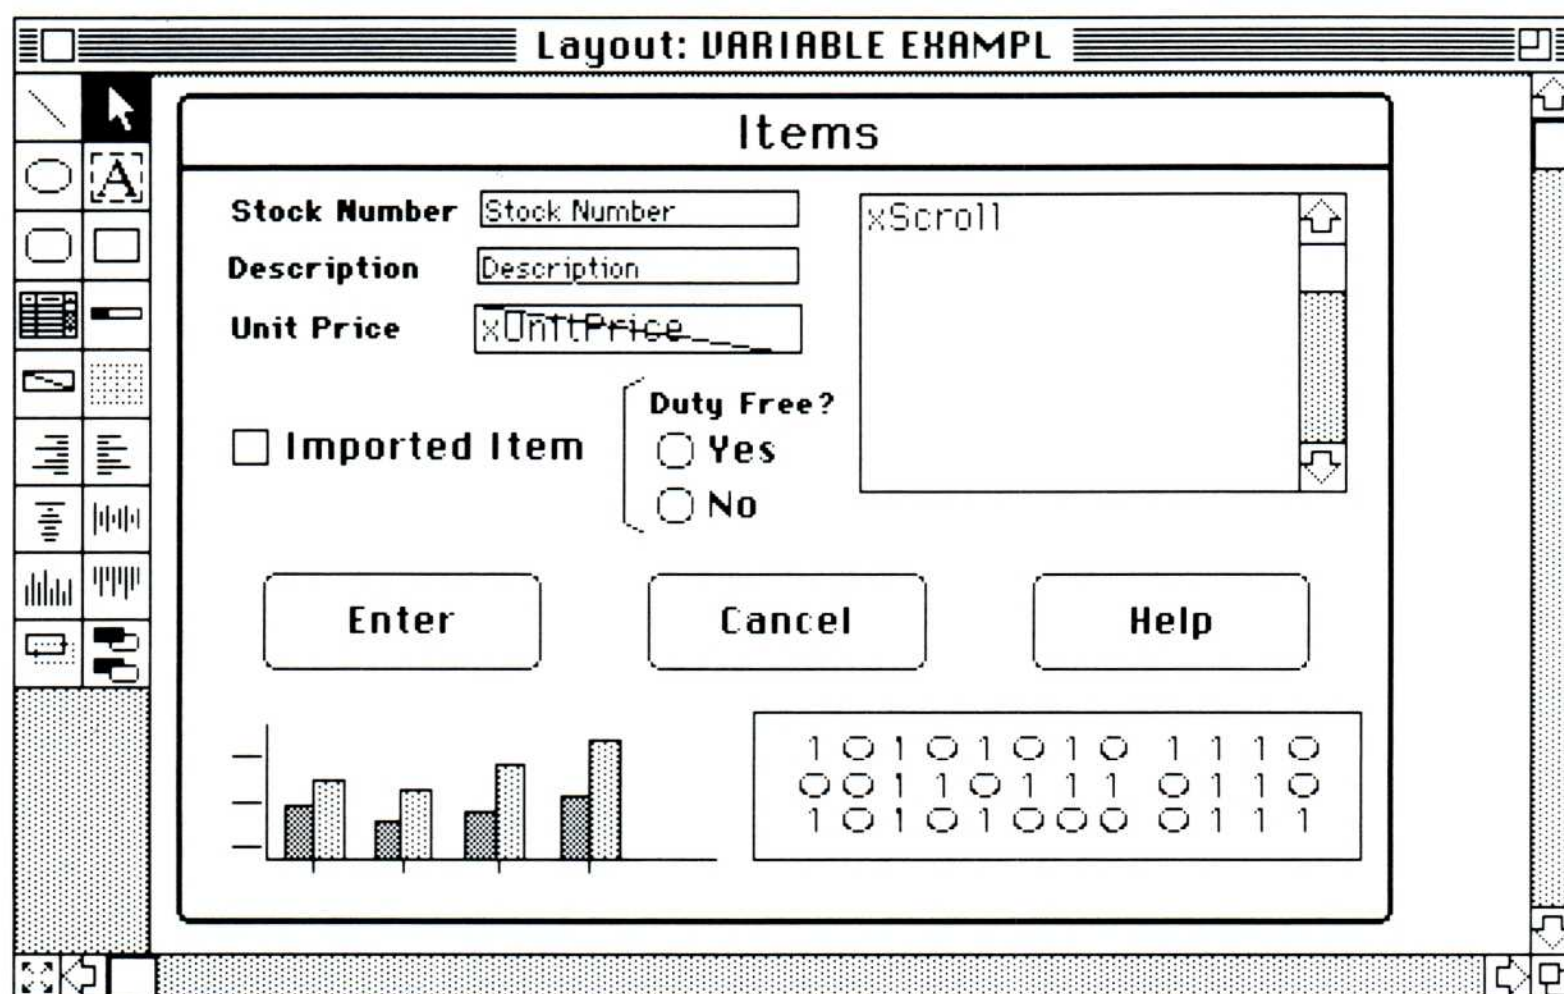 Layout: VARIABLE EXAMPL
Items
Stock Number Stock Number
Description Description
Unit Price xUnitPrice
xScroll
Imported Item
Duty Free?
Yes
No
Enter Cancel Help
1 0 1 0 1 0 1 0 1 1 1 0
0 0 1 1 0 1 1 1 0 1 1 0
1 0 1 0 1 0 0 0 0 1 1 1
A